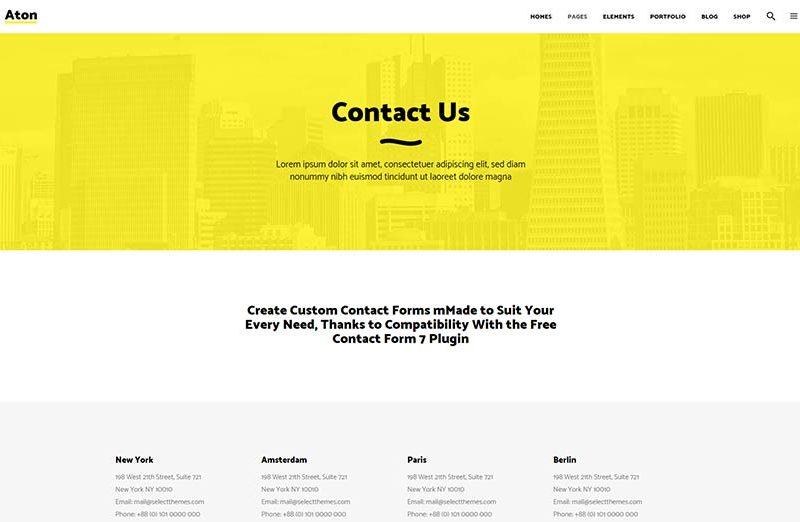 Aton
HOMES PAGES ELEMENTS PORTFOLIO BLOG SHOP
Contact Us
Lorem ipsum dolor sit amet, consectetuer adipiscing elit, sed diam
nonummy nibh euismod tincidunt ut laoreet dolore magna
Create Custom Contact Forms mMade to Suit Your
Every Need, Thanks to Compatibility With the Free
Contact Form 7 Plugin
New York
198 West 21th Street, Suite 721
New York NY 10010
Email: mail@selectthemes.com
Phone: +88 (0) 101 0000 000
Amsterdam
198 West 21th Street, Suite 721
New York NY 10010
Email: mail@selectthemes.com
Phone: +88 (0) 101 0000 000
Paris
198 West 21th Street, Suite 721
New York NY 10010
Email: mail@selectthemes.com
Phone: +88 (0) 101 0000 000
Berlin
198 West 21th Street, Suite 721
New York NY 10010
Email: mail@selectthemes.com
Phone: +88 (0) 101 0000 000